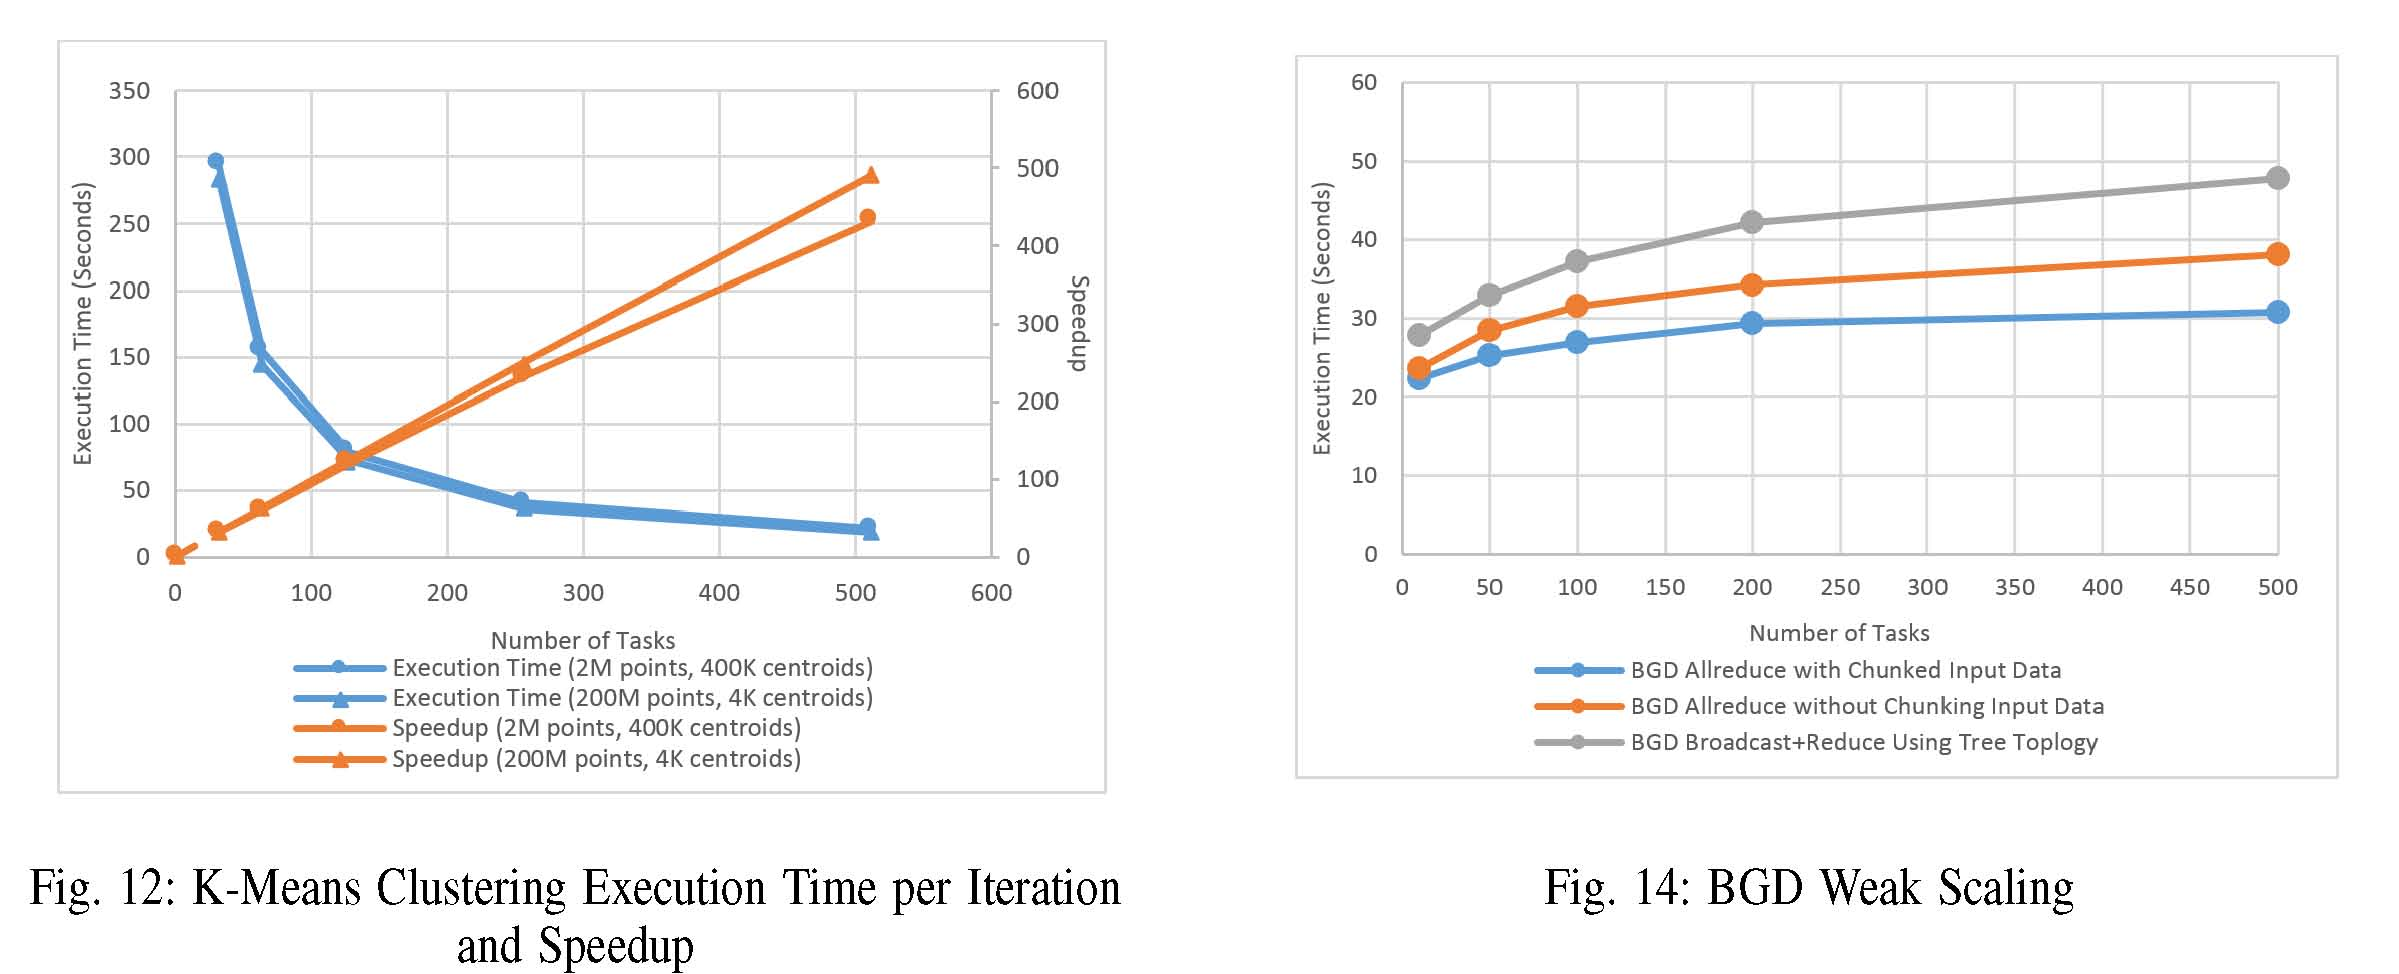 350
300
250
200
150
100
50
0
Execution Time (Seconds)
600
500
400
300
200
100
0
Speedup
0 100 200 300 400 500 600
Number of Tasks
Execution Time (2M points, 400K centroids)
Execution Time (200M points, 4K centroids)
Speedup (2M points, 400K centroids)
Speedup (200M points, 4K centroids)
Fig. 12: K-Means Clustering Execution Time per Iteration
and Speedup
60
50
40
30
20
10
0
Execution Time (Seconds)
0 50 100 150 200 250 300 350 400 450 500
Number of Tasks
BGD Allreduce with Chunked Input Data
BGD Allreduce without Chunking Input Data
BGD Broadcast+Reduce Using Tree Toplogy
Fig. 14: BGD Weak Scaling